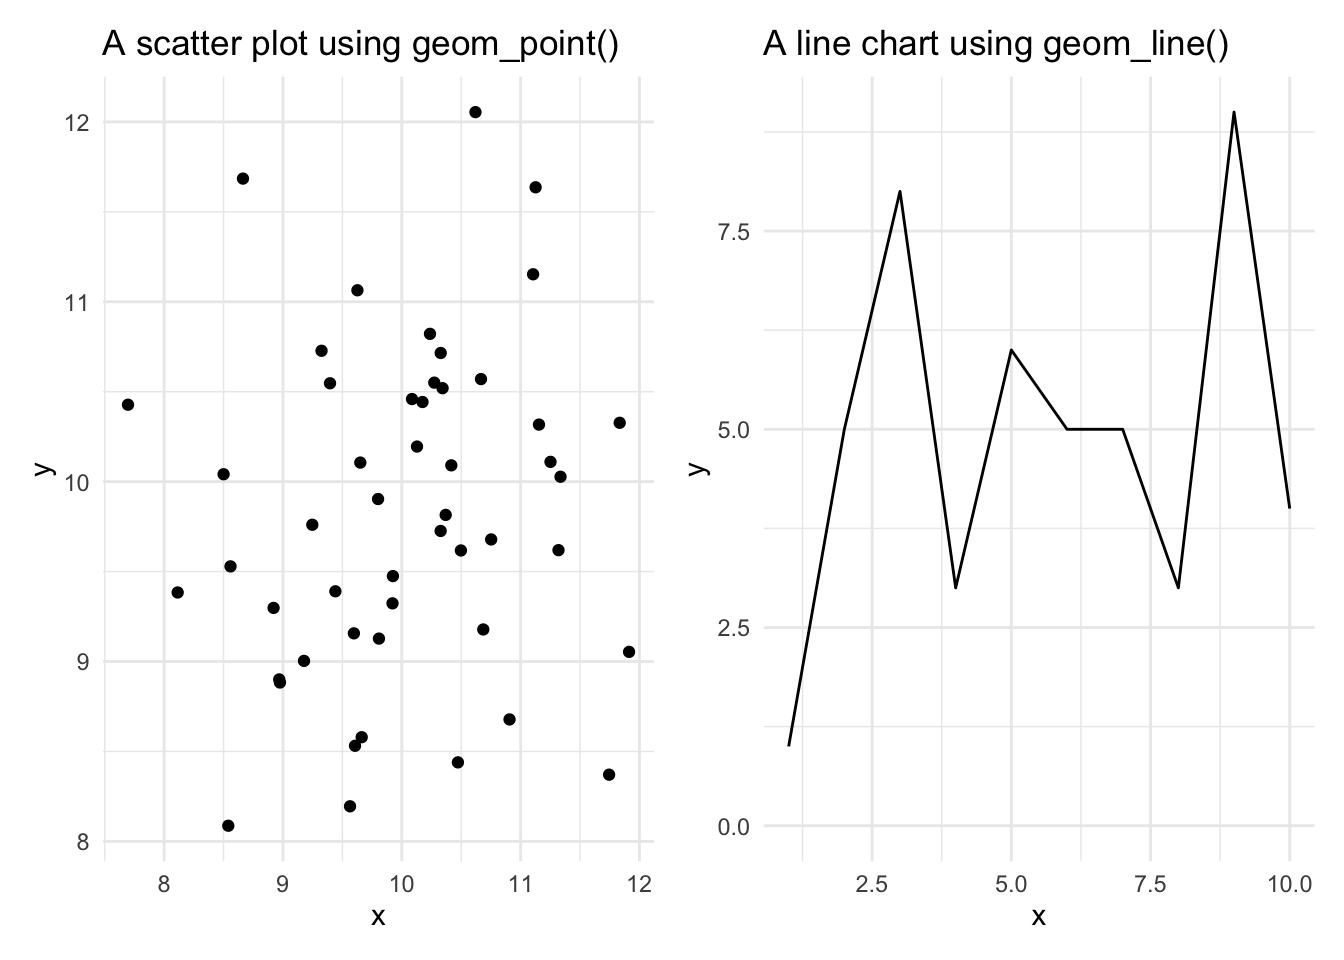 A scatter plot using geom_point()
12
11
10
9
8
y
8 9 10 11 12
x
A line chart using geom_line()
7.5
5.0
2.5
0.0
y
2.5 5.0 7.5 10.0
x